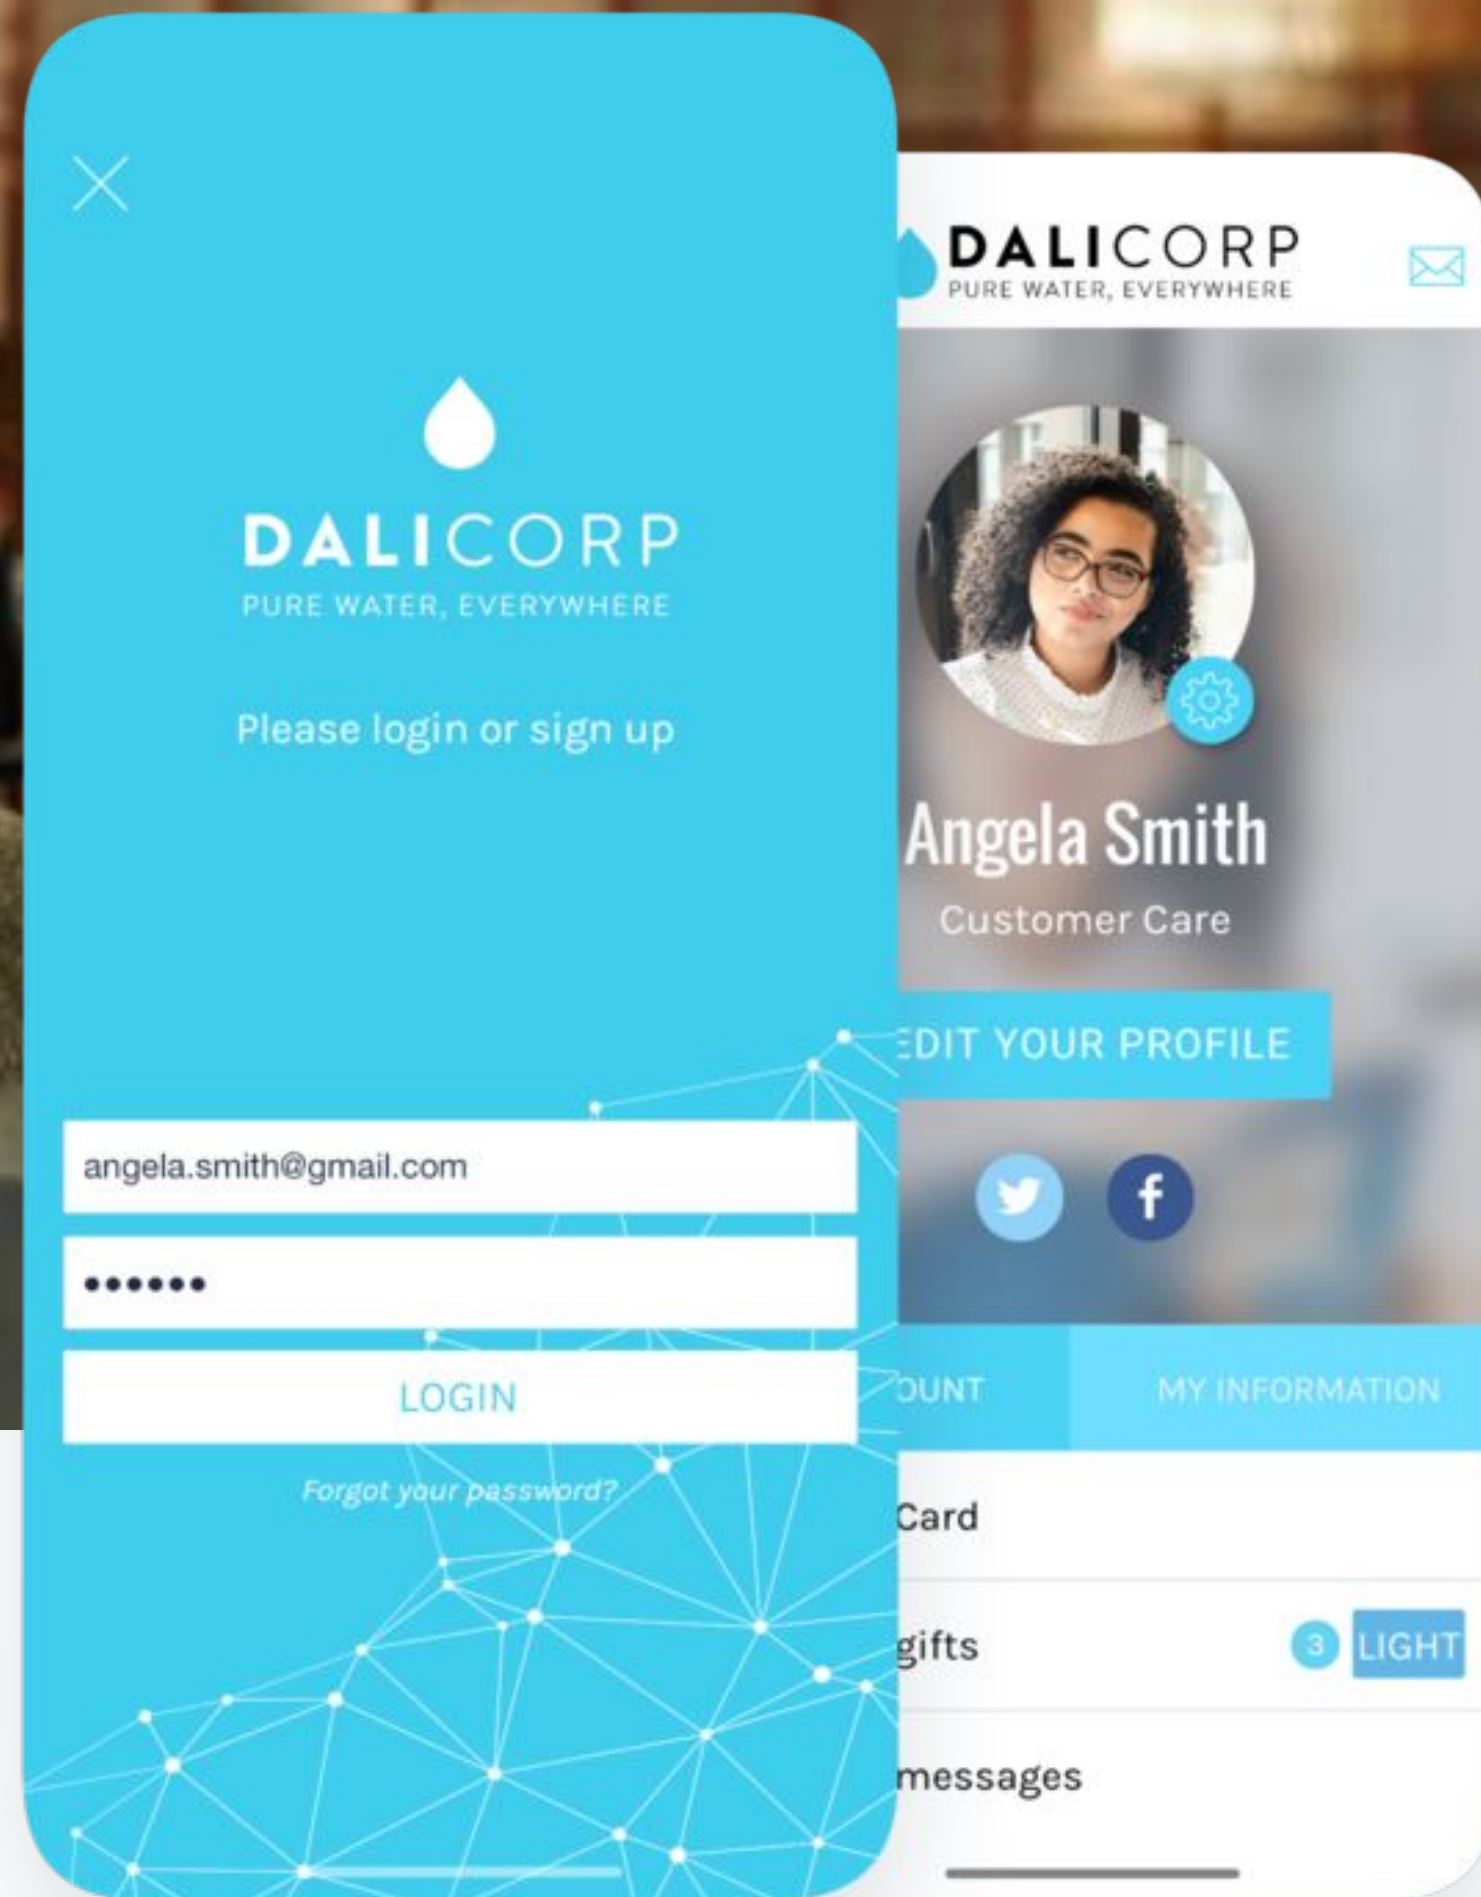 DALICORP
PURE WATER, EVERYWHERE
Please login or sign up
angela.smith@gmail.com
••••••
LOGIN
Forgot your password?
DALICORP
PURE WATER, EVERYWHERE
Angela Smith
Customer Care
EDIT YOUR PROFILE
MY INFORMATION
Card
gifts
3 LIGHT
messages